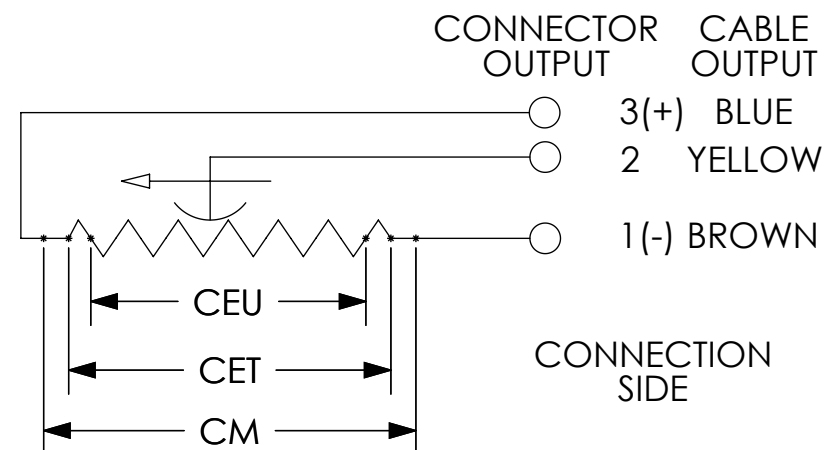 CONNECTOR CABLE
OUTPUT OUTPUT
3(+) BLUE
2 YELLOW
1(-) BROWN
CEU
CET
CONNECTION
SIDE
CM